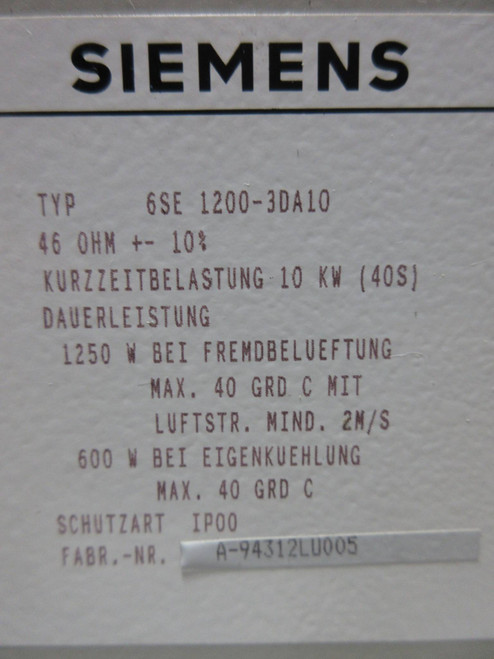 SIEMENS
TYP 6SE 1200-3DA10
46 OHM +- 10%
KURZZEITBELASTUNG 10 KW (40S)
DAUERLEISTUNG
1250 W BEI FREMDBELUEFTUNG
MAX. 40 GRD C MIT
LUFTSTR. MIND. 2M/S
600 W BEI EIGENKUEHLUNG
MAX. 40 GRD C
SCHUTZART IP00
FABR.-NR. A-94312LU005